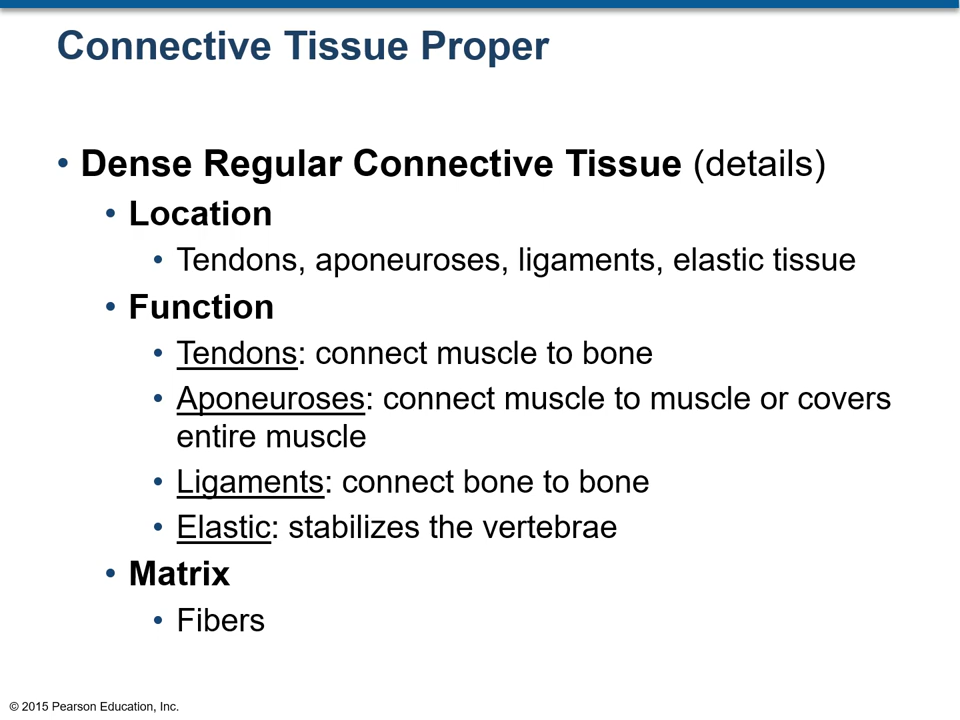 Connective Tissue Proper
• Dense Regular Connective Tissue (details)
• Location
• Tendons, aponeuroses, ligaments, elastic tissue
• Function
• Tendons: connect muscle to bone
• Aponeuroses: connect muscle to muscle or covers
entire muscle
• Ligaments: connect bone to bone
• Elastic: stabilizes the vertebrae
• Matrix
• Fibers
© 2015 Pearson Education, Inc.